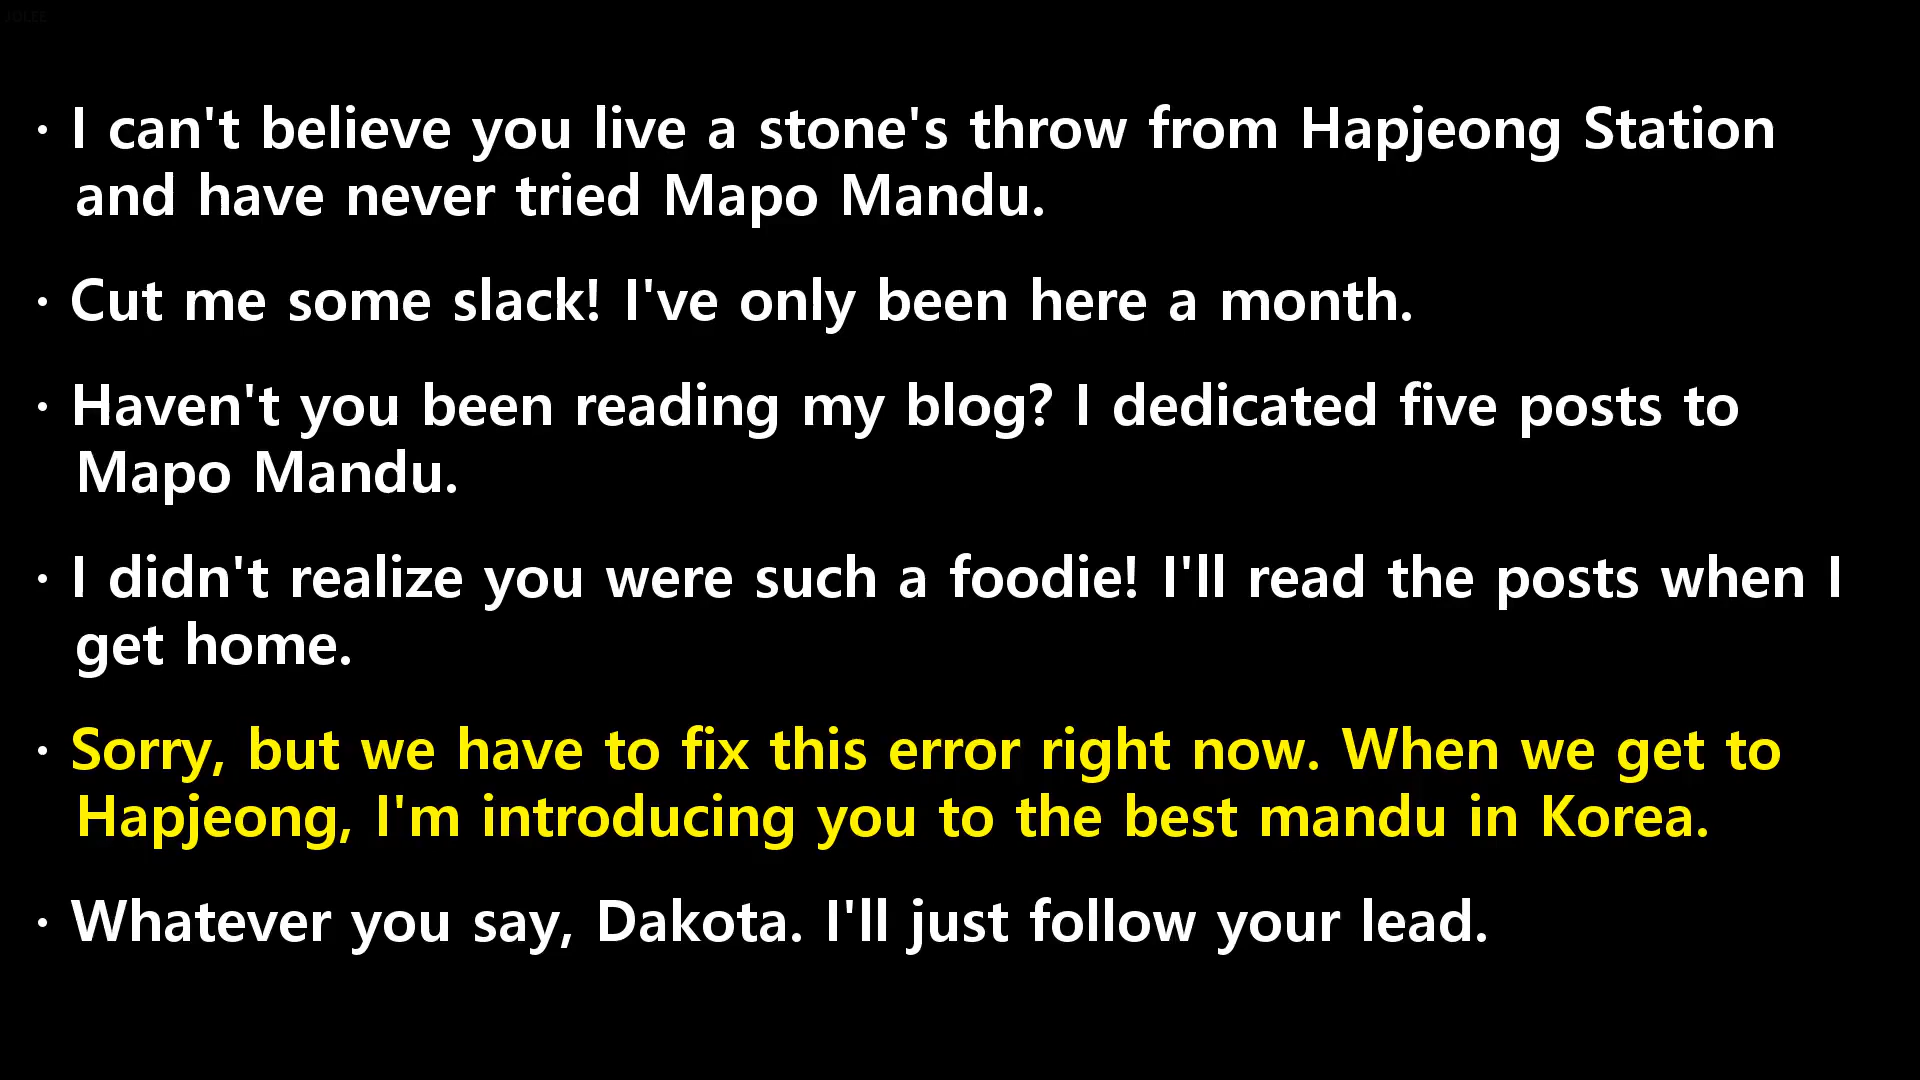 JOLEE
· I can't believe you live a stone's throw from Hapjeong Station
and have never tried Mapo Mandu.
· Cut me some slack! I've only been here a month.
· Haven't you been reading my blog? I dedicated five posts to
Mapo Mandu.
· I didn't realize you were such a foodie! I'll read the posts when I
get home.
· Sorry, but we have to fix this error right now. When we get to
Hapjeong, I'm introducing you to the best mandu in Korea.
· Whatever you say, Dakota. I'll just follow your lead.